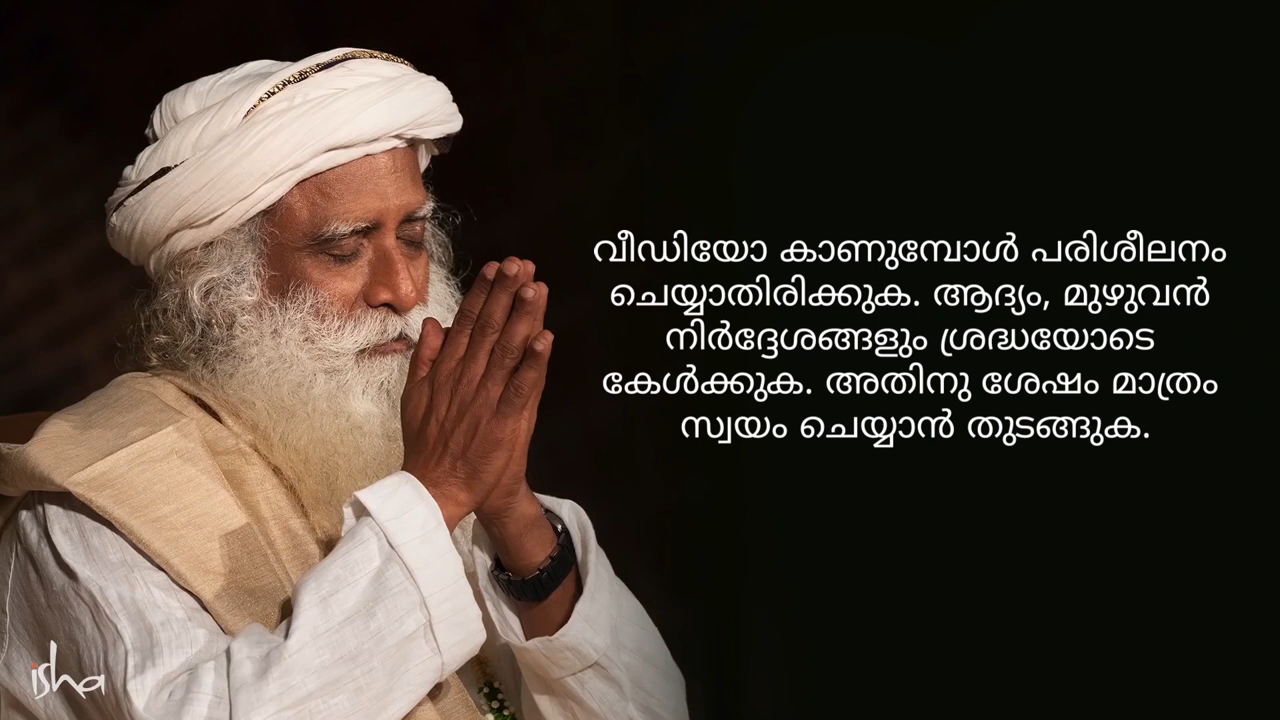 വീഡിയോ കാണുമ്പോൾ പരിശീലനം
ചെയ്യാതിരിക്കുക. ആദ്യം, മുഴുവൻ
നിർദ്ദേശങ്ങളും ശ്രദ്ധയോടെ
കേൾക്കുക. അതിനു ശേഷം മാത്രം
സ്വയം ചെയ്യാൻ തുടങ്ങുക.
isha